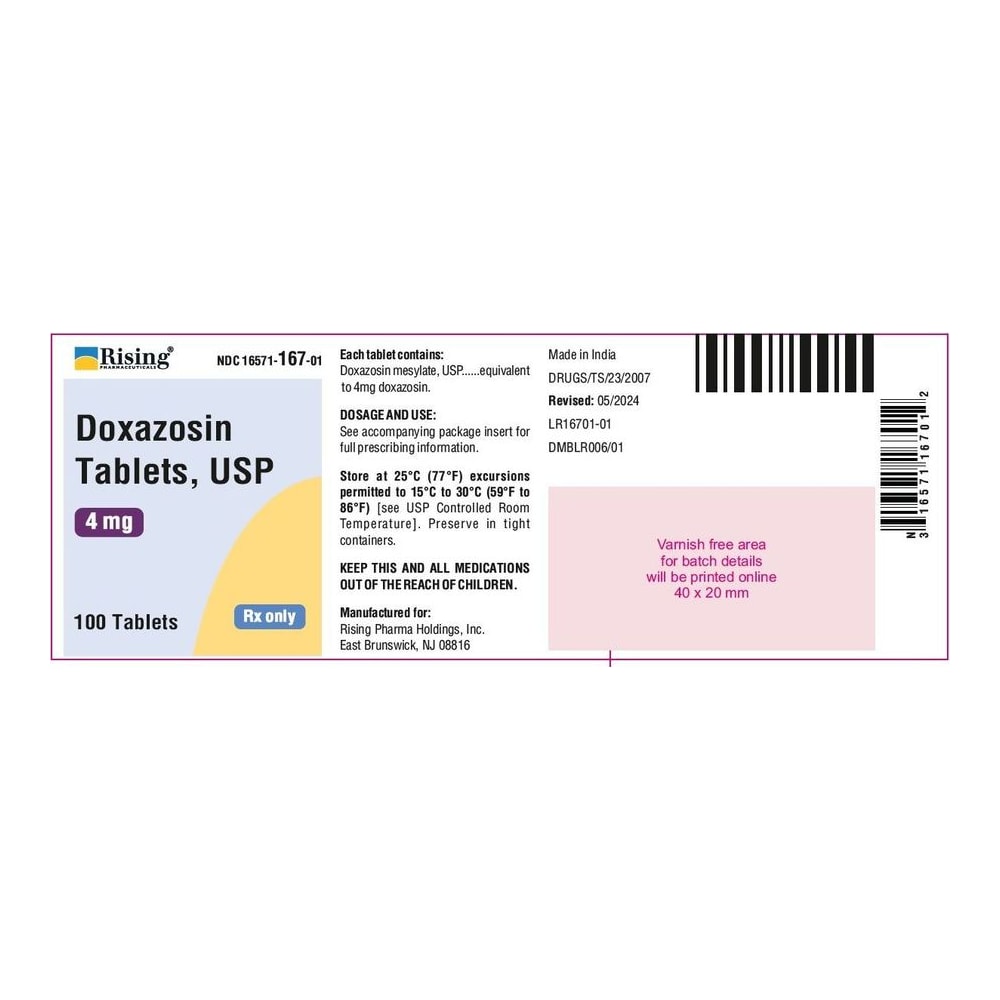 Rising®
PHARMACEUTICALS
NDC 16571-167-01
Doxazosin
Tablets, USP
4 mg
100 Tablets
Rx only
Each tablet contains:
Doxazosin mesylate, USP......equivalent
to 4mg doxazosin.
DOSAGE AND USE:
See accompanying package insert for
full prescribing information.
Store at 25°C (77°F) excursions
permitted to 15°C to 30°C (59°F to
86°F) [see USP Controlled Room
Temperature]. Preserve in tight
containers.
KEEP THIS AND ALL MEDICATIONS
OUT OF THE REACH OF CHILDREN.
Manufactured for:
Rising Pharma Holdings, Inc.
East Brunswick, NJ 08816
Made in India
DRUGS/TS/23/2007
Revised: 05/2024
LR16701-01
DMBLR006/01
Varnish free area
for batch details
will be printed online
40 x 20 mm
N
3 16571 16701 2